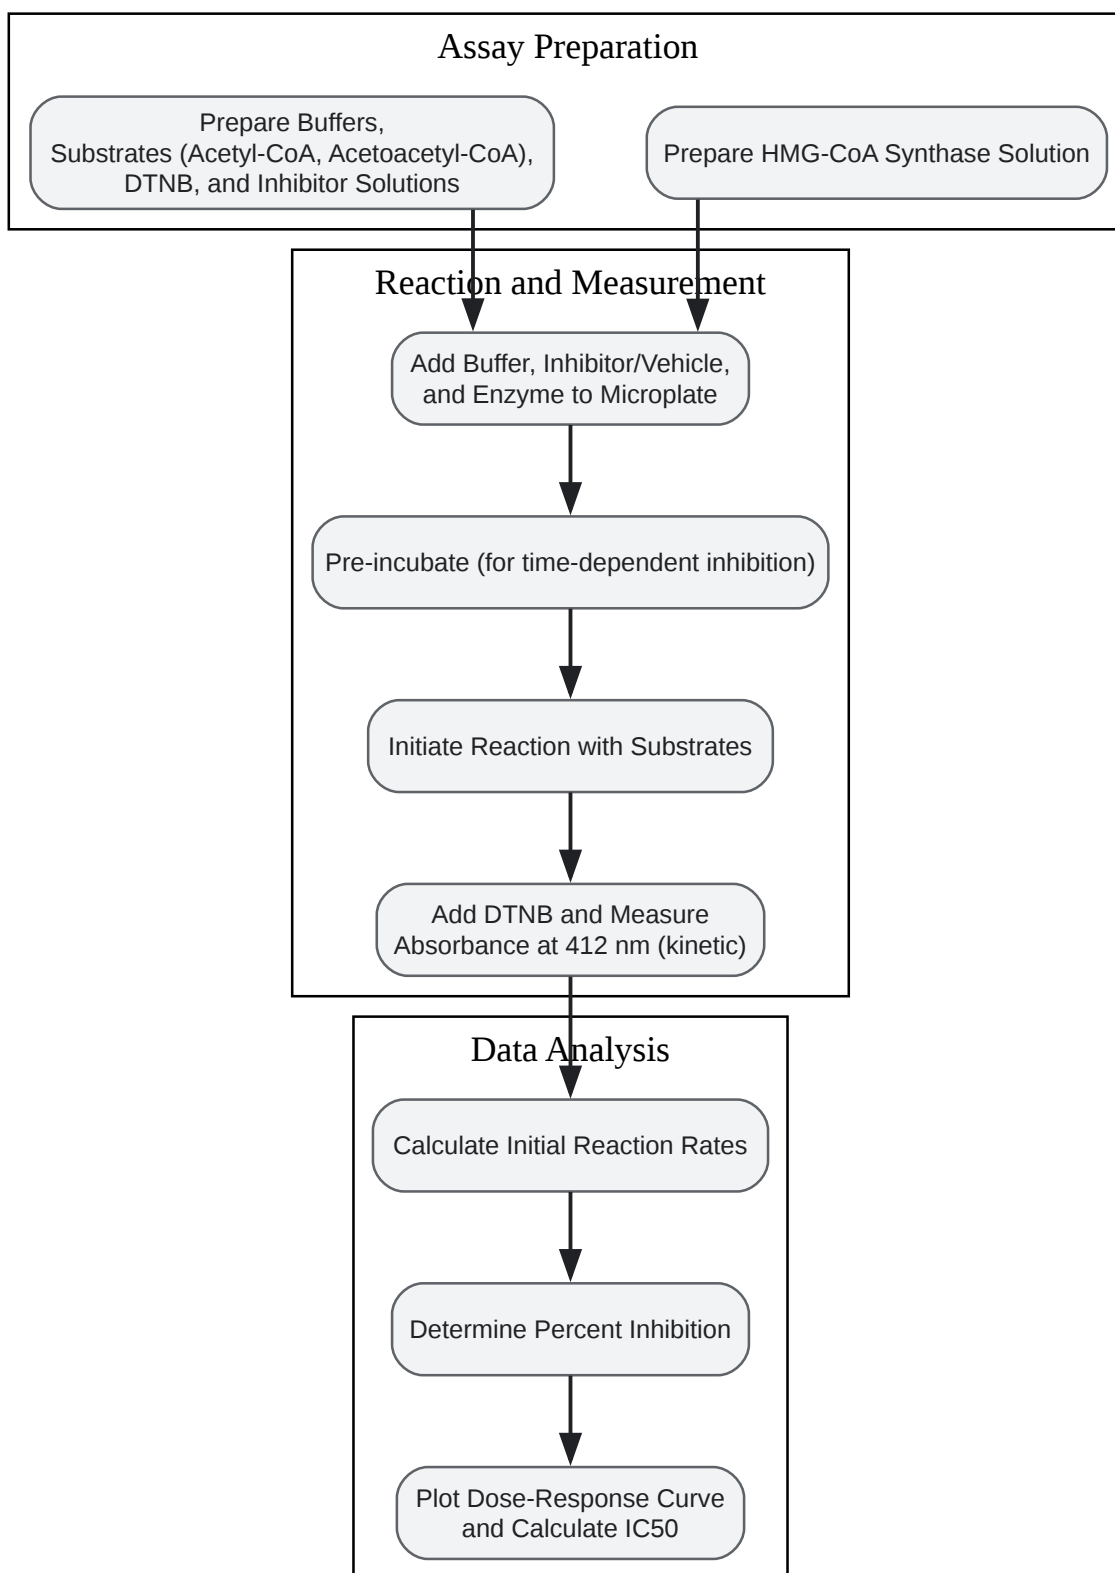 Assay Preparation
Prepare Buffers,
Substrates (Acetyl-CoA, Acetoacetyl-CoA),
DTNB, and Inhibitor Solutions
Prepare HMG-CoA Synthase Solution
Reaction and Measurement
Add Buffer, Inhibitor/Vehicle,
and Enzyme to Microplate
Pre-incubate (for time-dependent inhibition)
Initiate Reaction with Substrates
Add DTNB and Measure
Absorbance at 412 nm (kinetic)
Data Analysis
Calculate Initial Reaction Rates
Determine Percent Inhibition
Plot Dose-Response Curve
and Calculate IC50